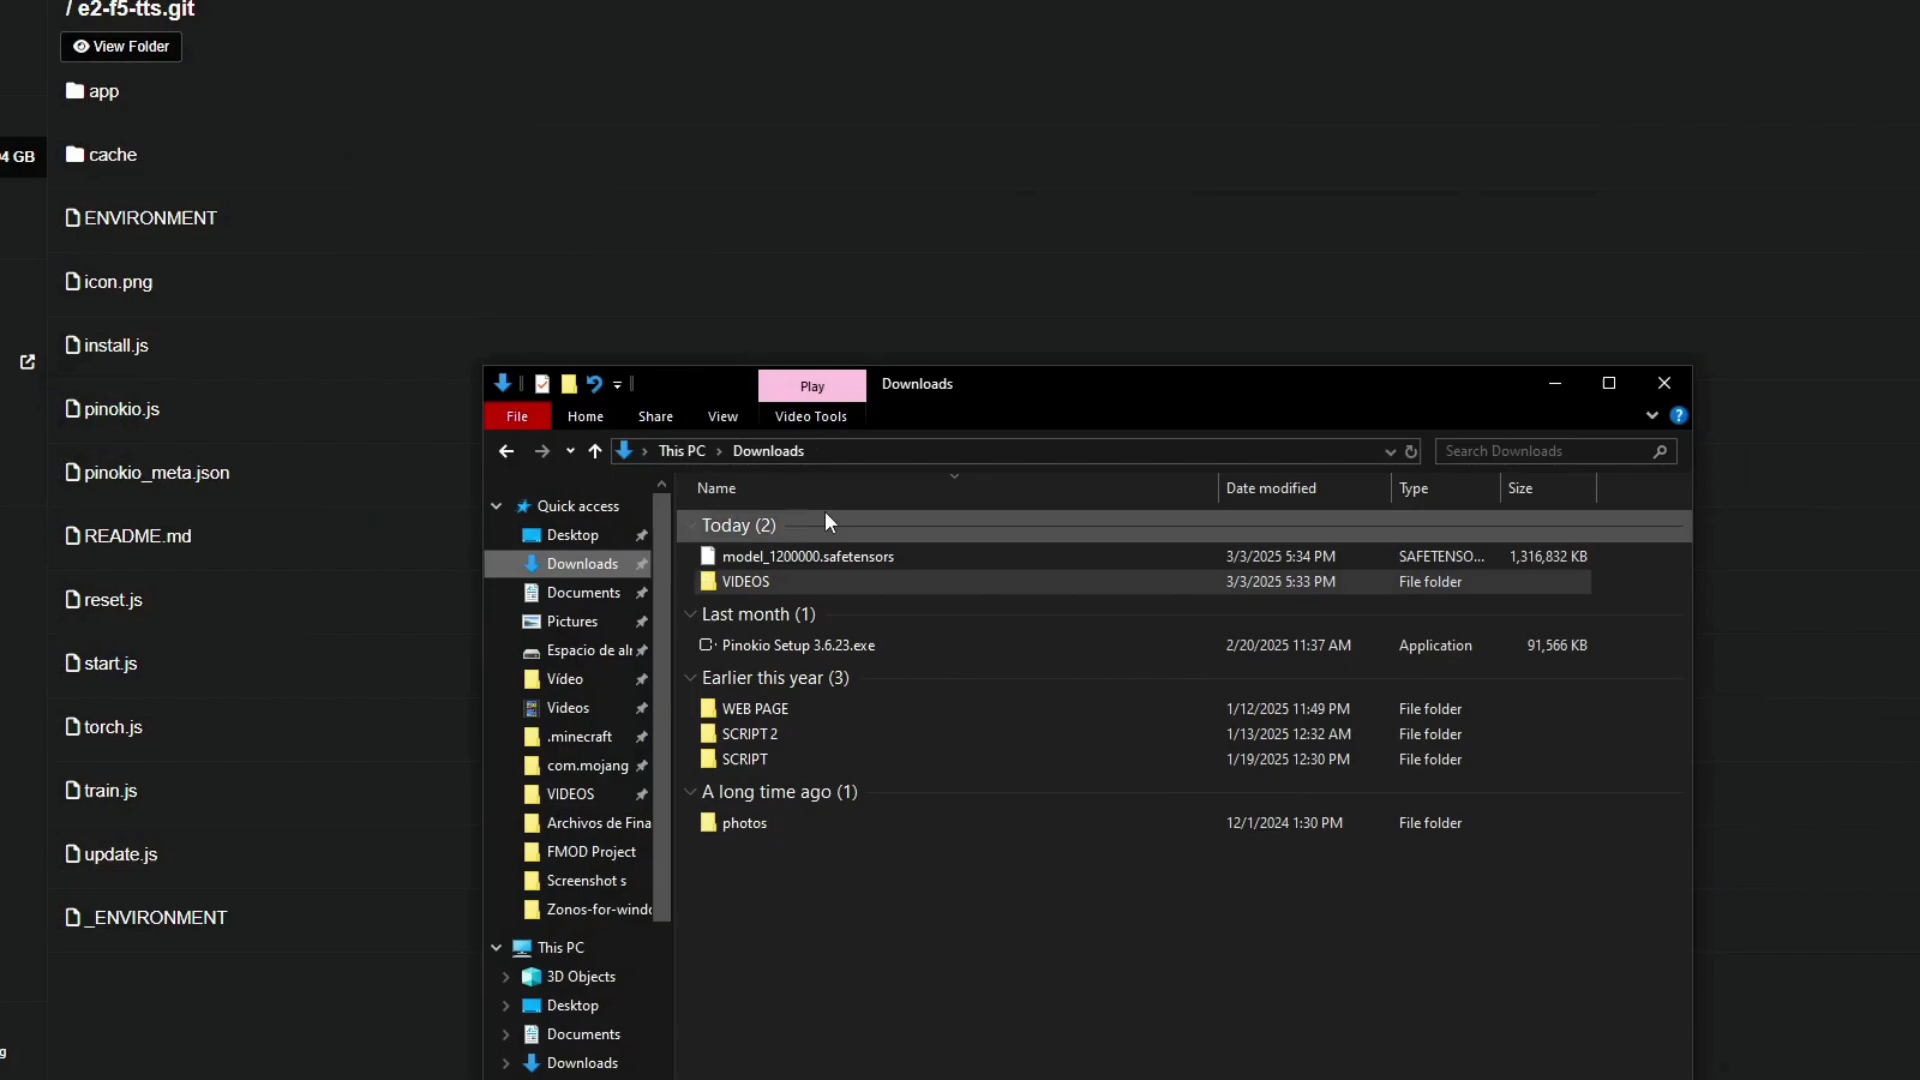 / e2-f5-tts.git
View Folder
app
4 GB
cache
ENVIRONMENT
icon.png
install.js
pinokio.js
pinokio_meta.json
README.md
reset.js
start.js
torch.js
train.js
update.js
_ENVIRONMENT
g
Play
Downloads
File
Home
Share
View
Video Tools
This PC
Downloads
Search Downloads
Name
Date modified
Type
Size
Quick access
Desktop
Downloads
Documents
Pictures
Espacio de alr
Vídeo
Videos
.minecraft
com.mojang
VIDEOS
Archivos de Fina
FMOD Project
Screenshot s
Zonos-for-windo
This PC
3D Objects
Desktop
Documents
Downloads
Today (2)
model_1200000.safetensors 3/3/2025 5:34 PM SAFETENSO... 1,316,832 KB
VIDEOS 3/3/2025 5:33 PM File folder
Last month (1)
Pinokio Setup 3.6.23.exe 2/20/2025 11:37 AM Application 91,566 KB
Earlier this year (3)
WEB PAGE 1/12/2025 11:49 PM File folder
SCRIPT 2 1/13/2025 12:32 AM File folder
SCRIPT 1/19/2025 12:30 PM File folder
A long time ago (1)
photos 12/1/2024 1:30 PM File folder